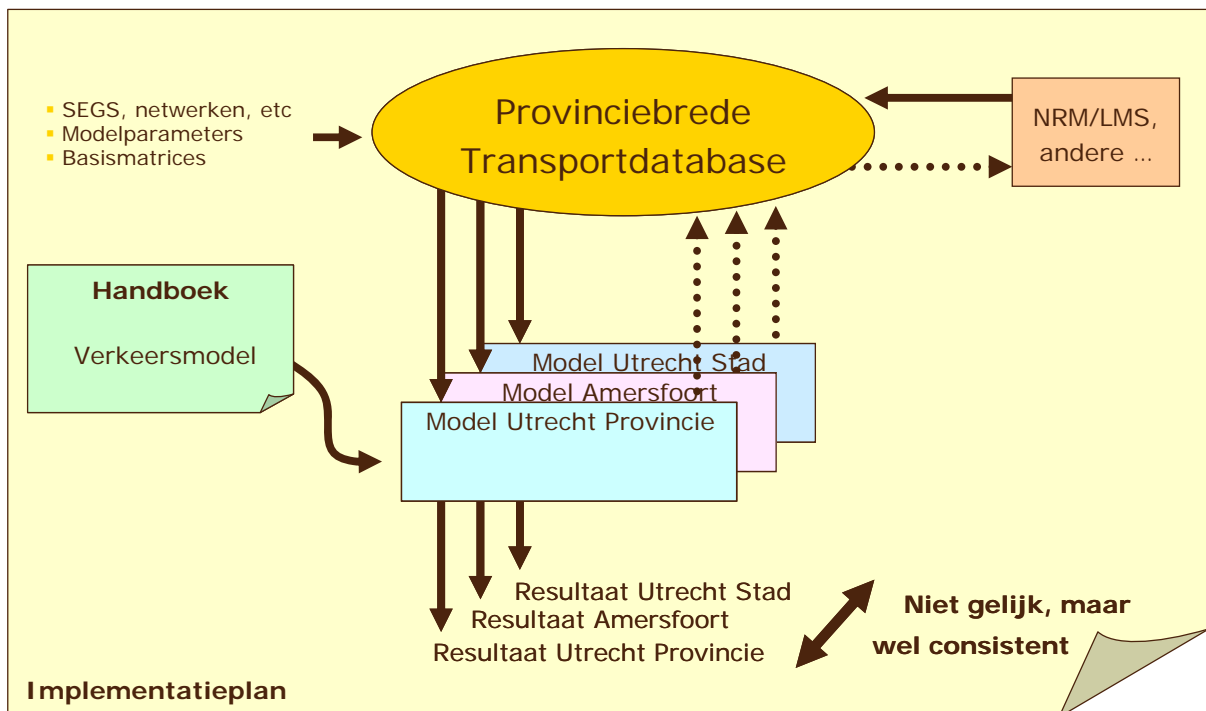 Provinciebrede
Transportdatabase
SEGS, netwerken, etc
Modelparameters
Basismatrices
NRM/LMS,
andere ...
Handboek
Verkeersmodel
Model Utrecht Stad
Model Amersfoort
Model Utrecht Provincie
Resultaat Utrecht Stad
Resultaat Amersfoort
Resultaat Utrecht Provincie
Niet gelijk, maar
wel consistent
Implementatieplan